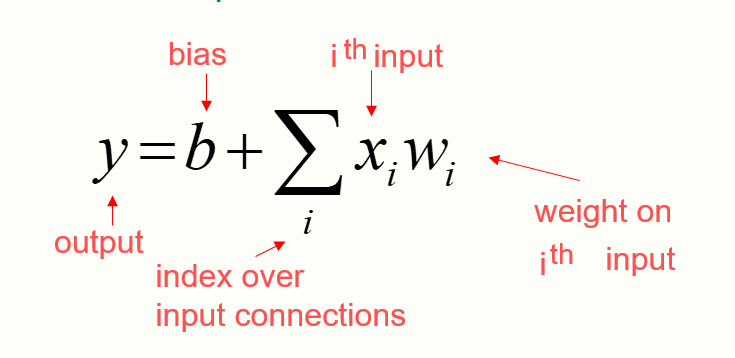 bias
i th input
y = b + ∑ x_i w_i
i
weight on
output
i th input
index over
input connections